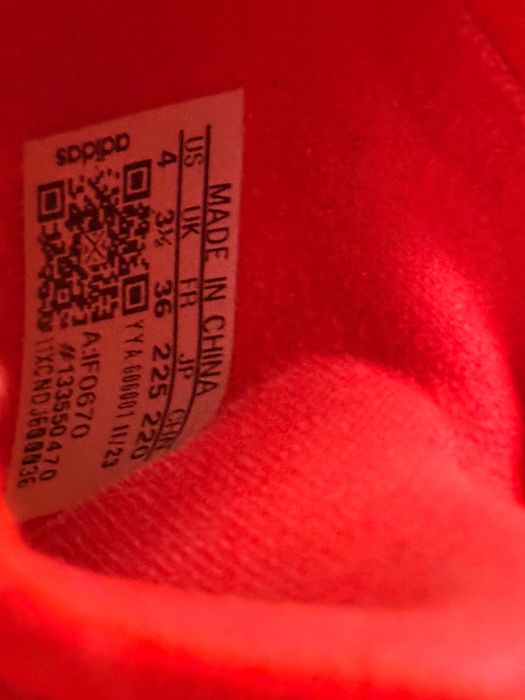 MADE IN CHINA
US UK FR JP CHN
4 3½ 36 225 220
adidas
YYA 600001 11/23
A:IF0670
#133550470